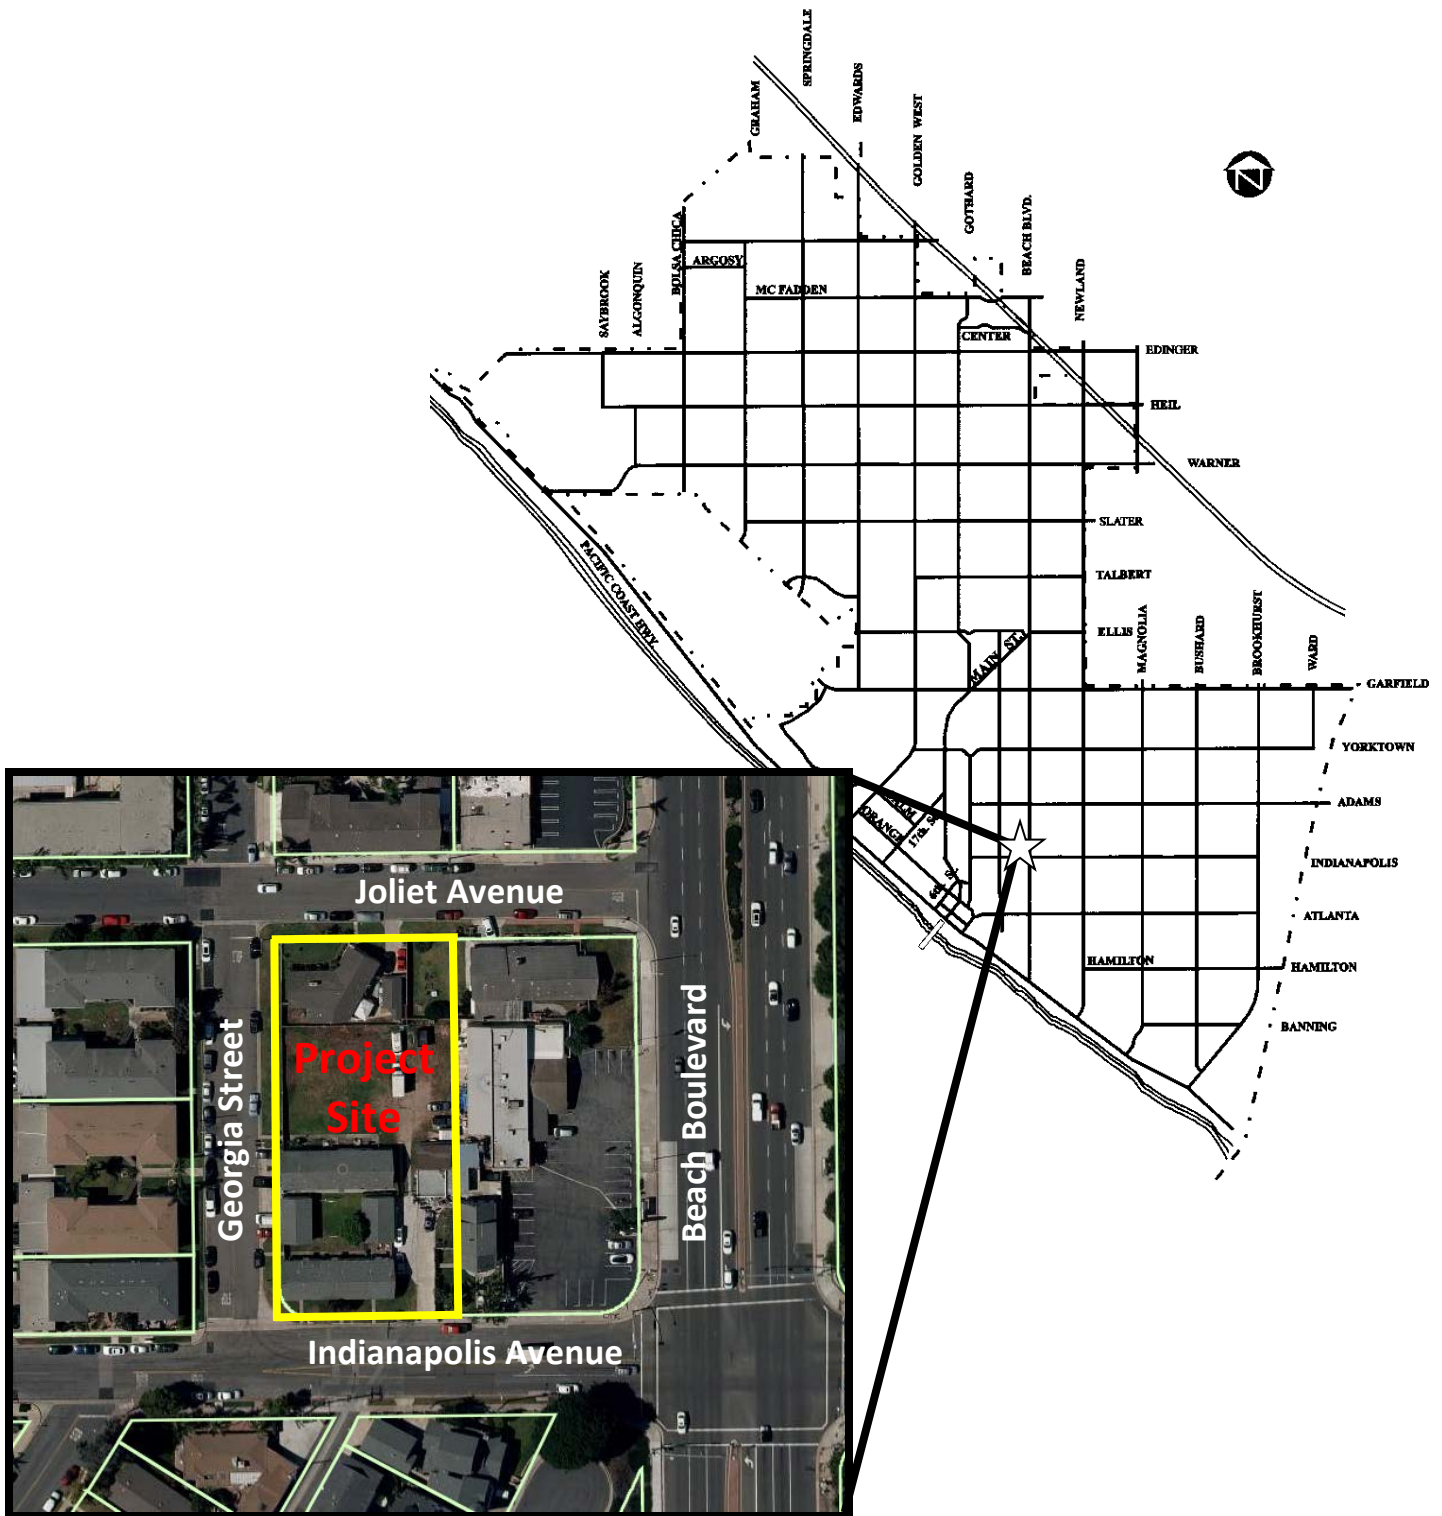 SPRINGDALE
GRAHAM
EDWARDS
GOLDEN WEST
GOTHARD
BEACH BLVD.
NEWLAND
BOLSA CHICA
ALGONQUIN
SAYBROOK
ARGOSY
MC FADDEN
CENTER
EDINGER
HEIL
WARNER
SLATER
TALBERT
ELLIS
PACIFIC COAST HWY.
MAIN ST.
MAGNOLIA
BUSHARD
BROOKHURST
WARD
GARFIELD
YORKTOWN
ADAMS
INDIANAPOLIS
ATLANTA
HAMILTON
HAMILTON
BANNING
N
17th
6th
Joliet Avenue
Georgia Street
Project
Site
Beach Boulevard
Indianapolis Avenue